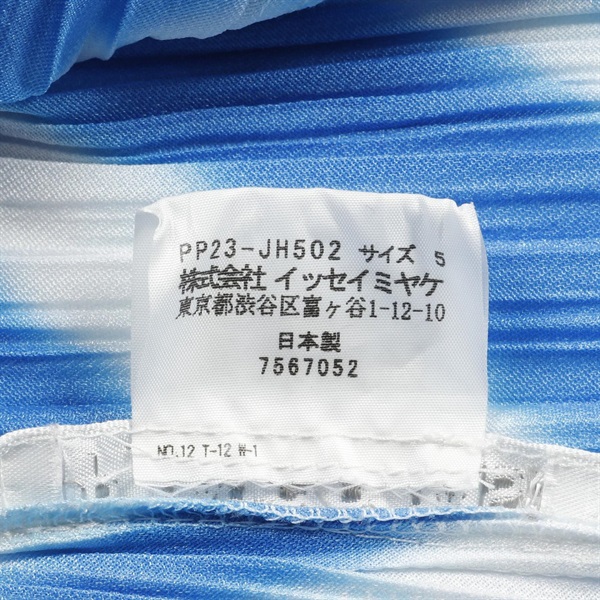 PP23-JH502 サイズ 5
株式会社 イッセイミヤケ
東京都渋谷区富ヶ谷1-12-10
日本製
7567052
NO.12 T-12 W-1